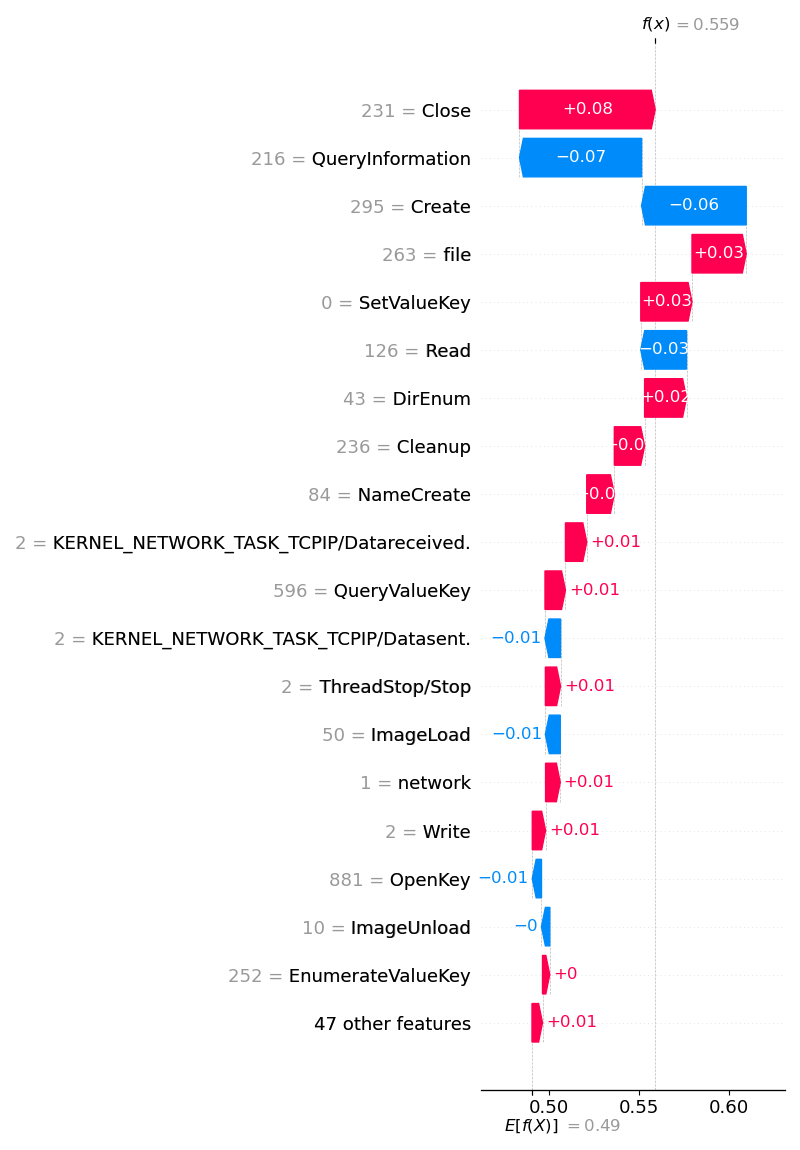 f(x) = 0.559
231 = Close
+0.08
216 = QueryInformation
−0.07
295 = Create
−0.06
263 = file
+0.03
0 = SetValueKey
+0.03
126 = Read
−0.03
43 = DirEnum
+0.02
236 = Cleanup
84 = NameCreate
2 = KERNEL_NETWORK_TASK_TCPIP/Datareceived.
+0.01
596 = QueryValueKey
+0.01
2 = KERNEL_NETWORK_TASK_TCPIP/Datasent.
−0.01
2 = ThreadStop/Stop
+0.01
50 = ImageLoad
−0.01
1 = network
+0.01
2 = Write
+0.01
881 = OpenKey
−0.01
10 = ImageUnload
−0
252 = EnumerateValueKey
+0
47 other features
+0.01
0.50 0.55 0.60
E[f(X)] = 0.49